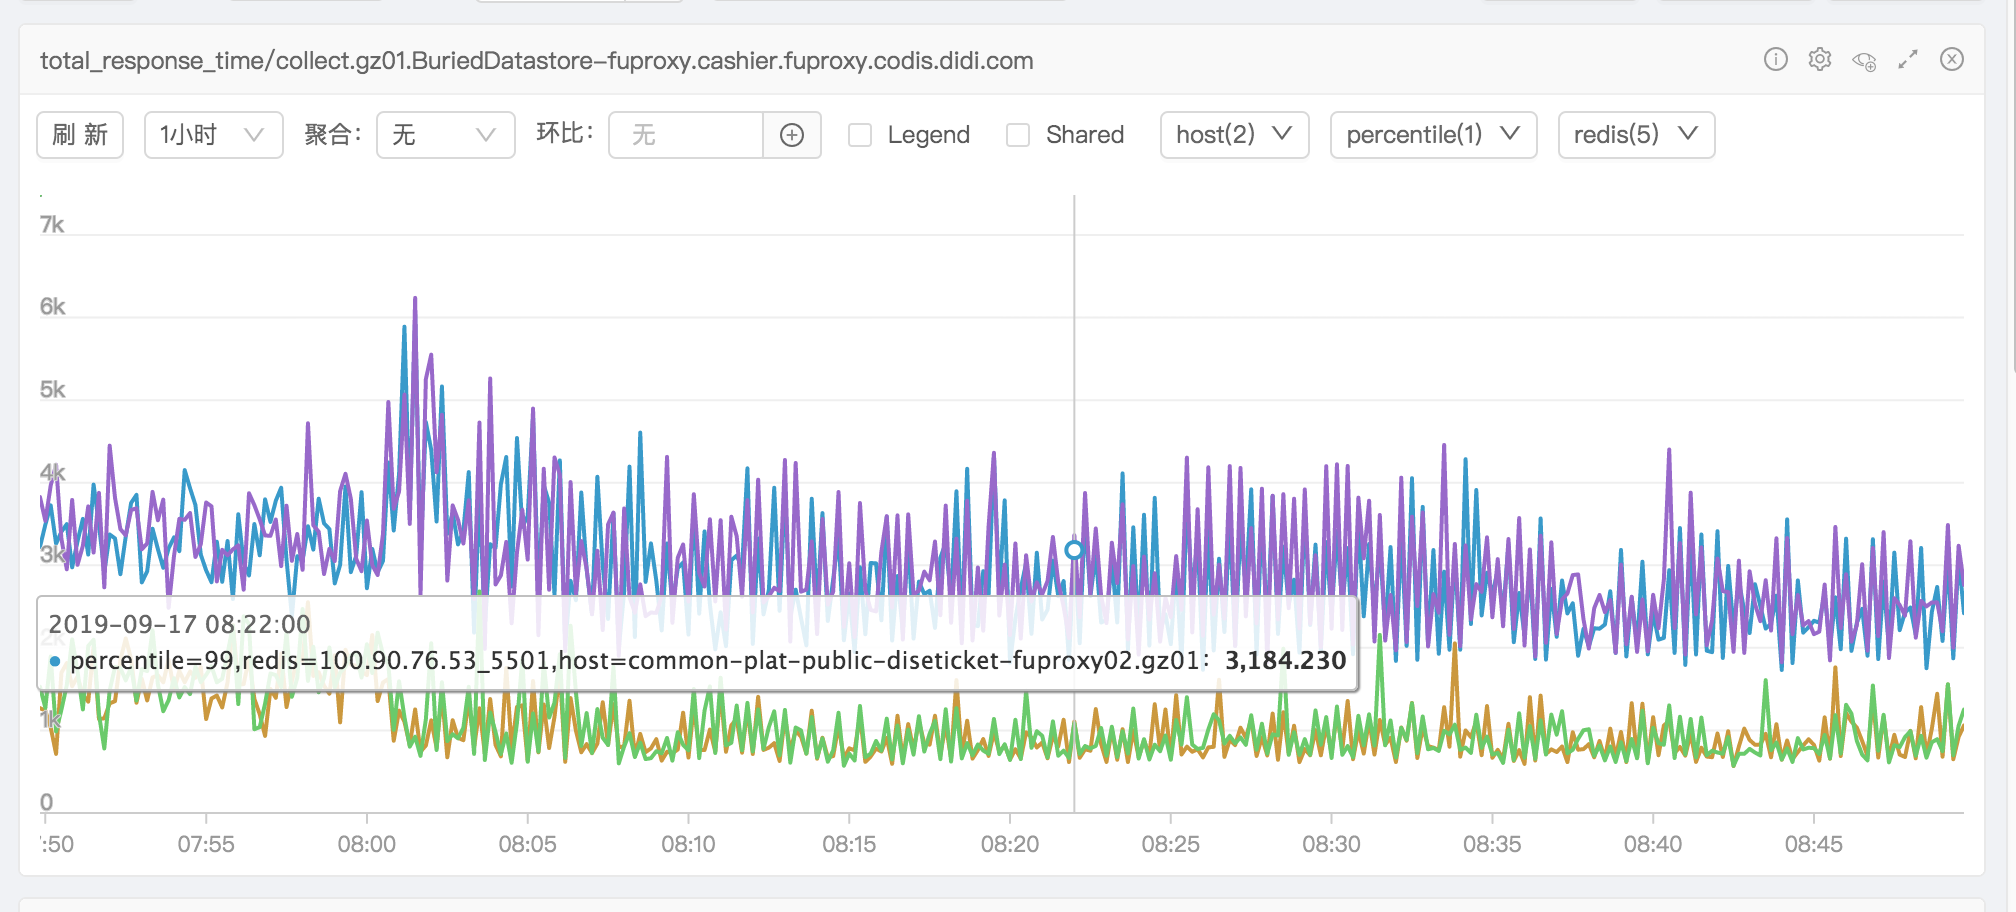 total_response_time/collect.gz01.BuriedDatastore-fuproxy.cashier.fuproxy.codis.didi.com
刷 新 1小时 聚合: 无 环比: 无 Legend Shared host(2) percentile(1) redis(5)
7k
6k
5k
4k
3k
2019-09-17 08:22:00
2k
percentile=99,redis=100.90.76.53_5501,host=common-plat-public-diseticket-fuproxy02.gz01: 3,184.230
1k
0
:50 07:55 08:00 08:05 08:10 08:15 08:20 08:25 08:30 08:35 08:40 08:45